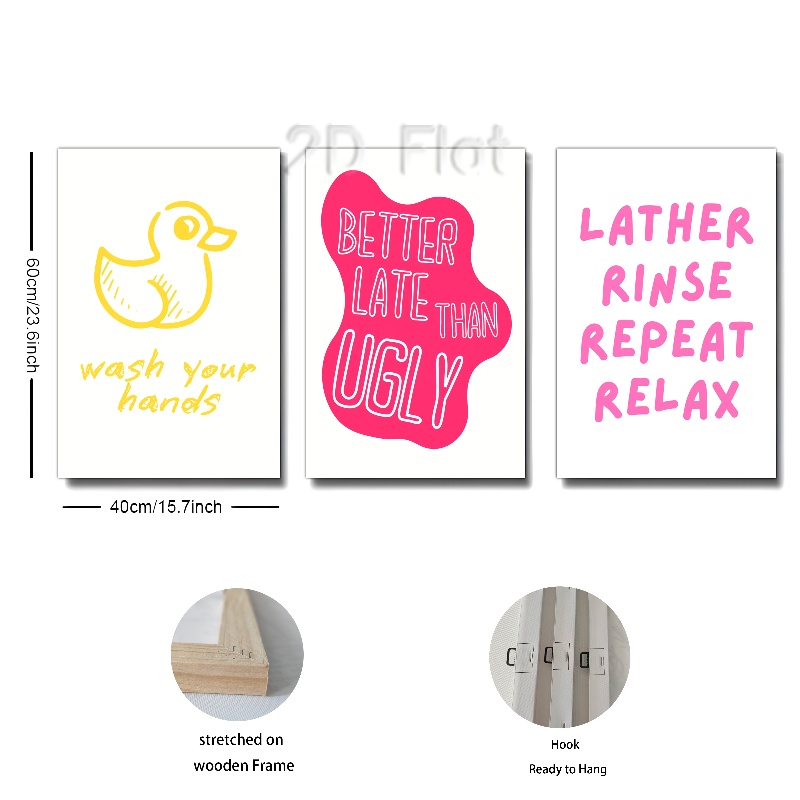 2D Flat
60cm/23.6inch
wash your
hands
BETTER
LATE THAN
UGLY
LATHER
RINSE
REPEAT
RELAX
40cm/15.7inch
stretched on
wooden Frame
Hook
Ready to Hang